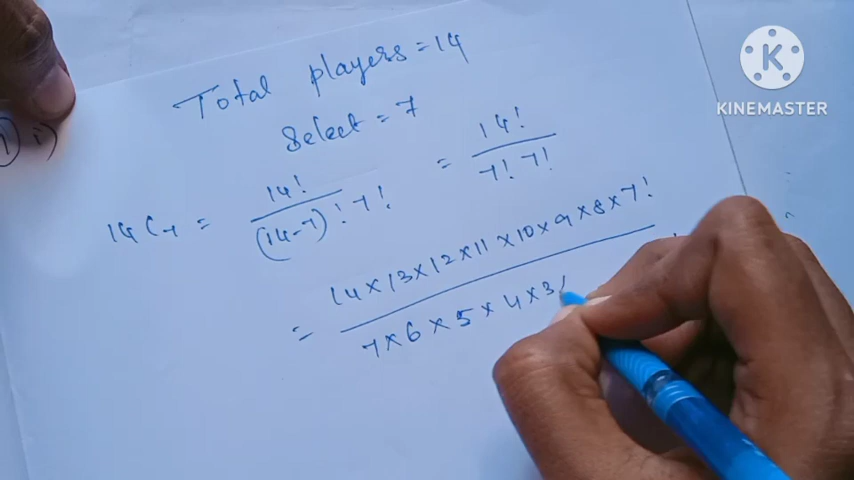 Total players = 14
Select = 7
1) i)
14C7 = 14! / (14-7)! 7! = 14! / 7! 7!
= 14 × 13 × 12 × 11 × 10 × 9 × 8 × 7! / 7 × 6 × 5 × 4 × 3
KINEMASTER